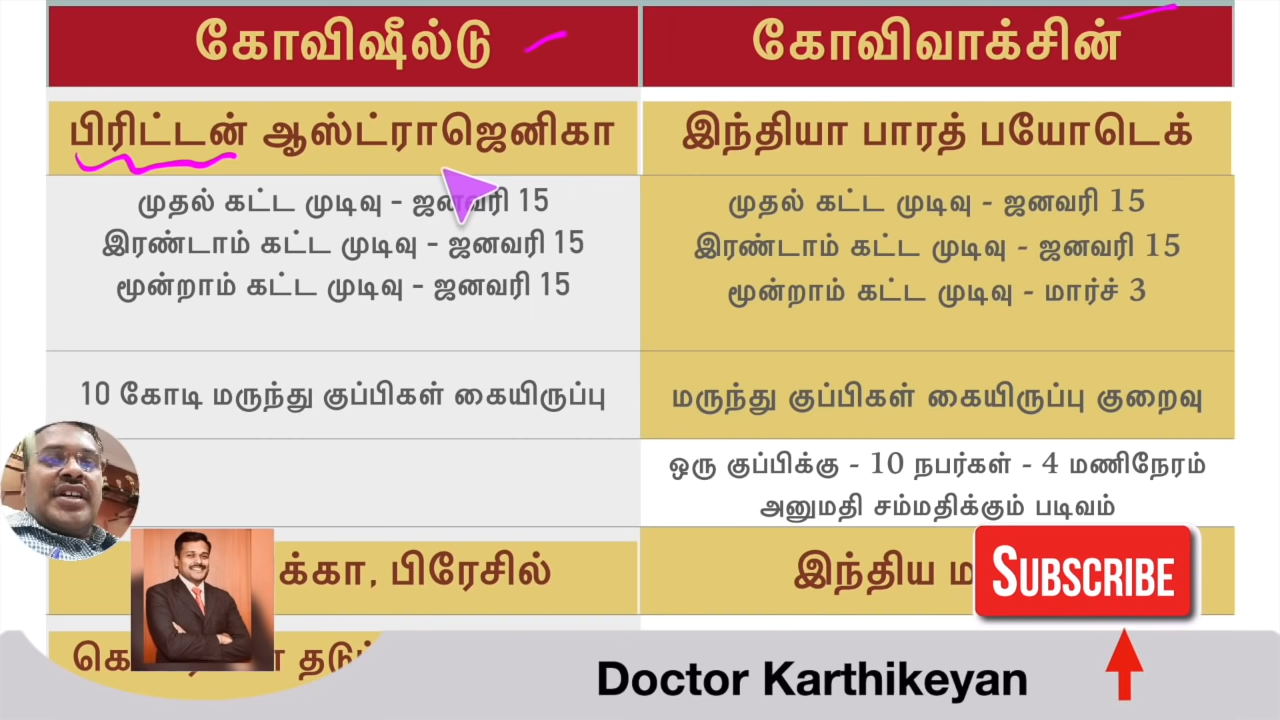 கோவிஷீல்டு
கோவிவாக்சின்
பிரிட்டன் ஆஸ்ட்ராஜெனிகா
இந்தியா பாரத் பயோடெக்
முதல் கட்ட முடிவு - ஜனவரி 15
இரண்டாம் கட்ட முடிவு - ஜனவரி 15
மூன்றாம் கட்ட முடிவு - ஜனவரி 15
முதல் கட்ட முடிவு - ஜனவரி 15
இரண்டாம் கட்ட முடிவு - ஜனவரி 15
மூன்றாம் கட்ட முடிவு - மார்ச் 3
10 கோடி மருந்து குப்பிகள் கையிருப்பு
மருந்து குப்பிகள் கையிருப்பு குறைவு
ஒரு குப்பிக்கு - 10 நபர்கள் - 4 மணிநேரம்
அனுமதி சம்மதிக்கும் படிவம்
பிரேசில்
இந்திய
SUBSCRIBE
Doctor Karthikeyan